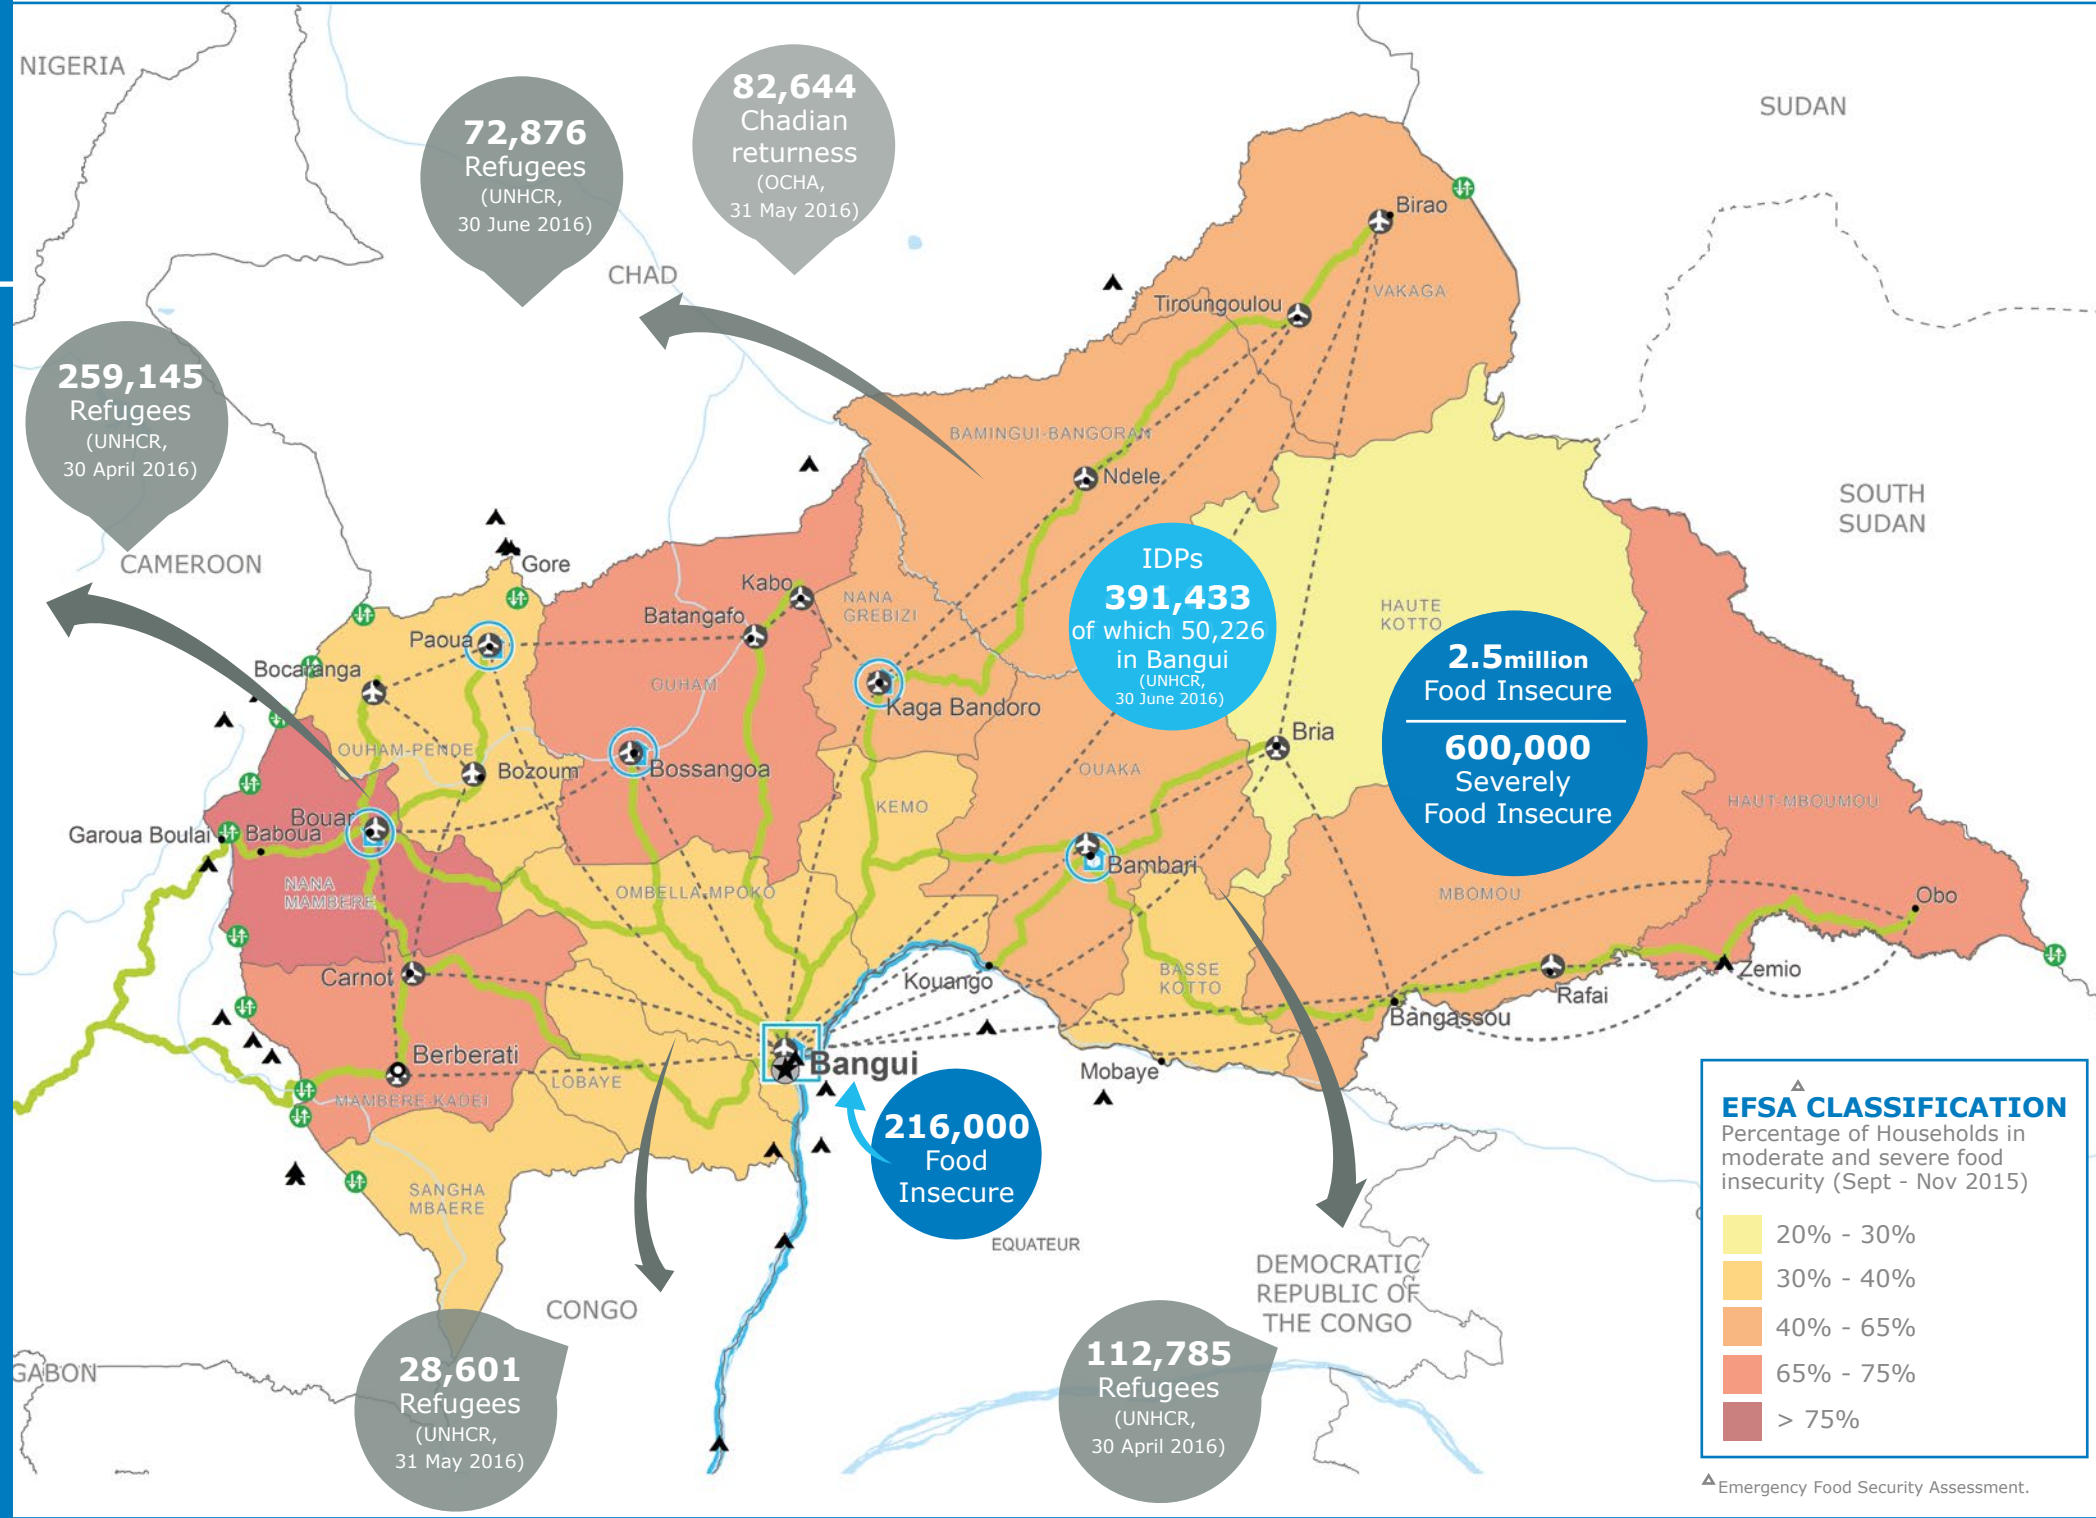 NIGERIA
72,876
Refugees
(UNHCR,
30 June 2016)
82,644
Chadian
returness
(OCHA,
31 May 2016)
SUDAN
Birao
CHAD
VAKAGA
Tiroungoulou
259,145
Refugees
(UNHCR,
30 April 2016)
BAMINGUI-BANGORAN
Ndele
SOUTH
SUDAN
CAMEROON
Gore
IDPs
391,433
of which 50,226
in Bangui
(UNHCR,
30 June 2016)
Kabo
NANA
GREBIZI
HAUTE
KOTTO
Batangafo
Paoua
Bocaranga
OUHAM
Kaga Bandoro
2.5million
Food Insecure
600,000
Severely
Food Insecure
Bria
OUHAM-PENDE
Bozoum
Bossangoa
OUAKA
KEMO
HAUT-MBOUMOU
Bouar
Garoua Boulai
Baboua
Bambari
NANA
MAMBERE
OMBELLA-MPOKO
MBOMOU
Obo
Carnot
Kouango
BASSE
KOTTO
Zemio
Rafai
Bangassou
Berberati
Bangui
Mobaye
LOBAYE
MAMBERE-KADEI
216,000
Food
Insecure
SANGHA
MBAERE
EQUATEUR
DEMOCRATIC
REPUBLIC OF
THE CONGO
CONGO
GABON
28,601
Refugees
(UNHCR,
31 May 2016)
112,785
Refugees
(UNHCR,
30 April 2016)
EFSA CLASSIFICATION
Percentage of Households in
moderate and severe food
insecurity (Sept - Nov 2015)
20% - 30%
30% - 40%
40% - 65%
65% - 75%
> 75%
Emergency Food Security Assessment.